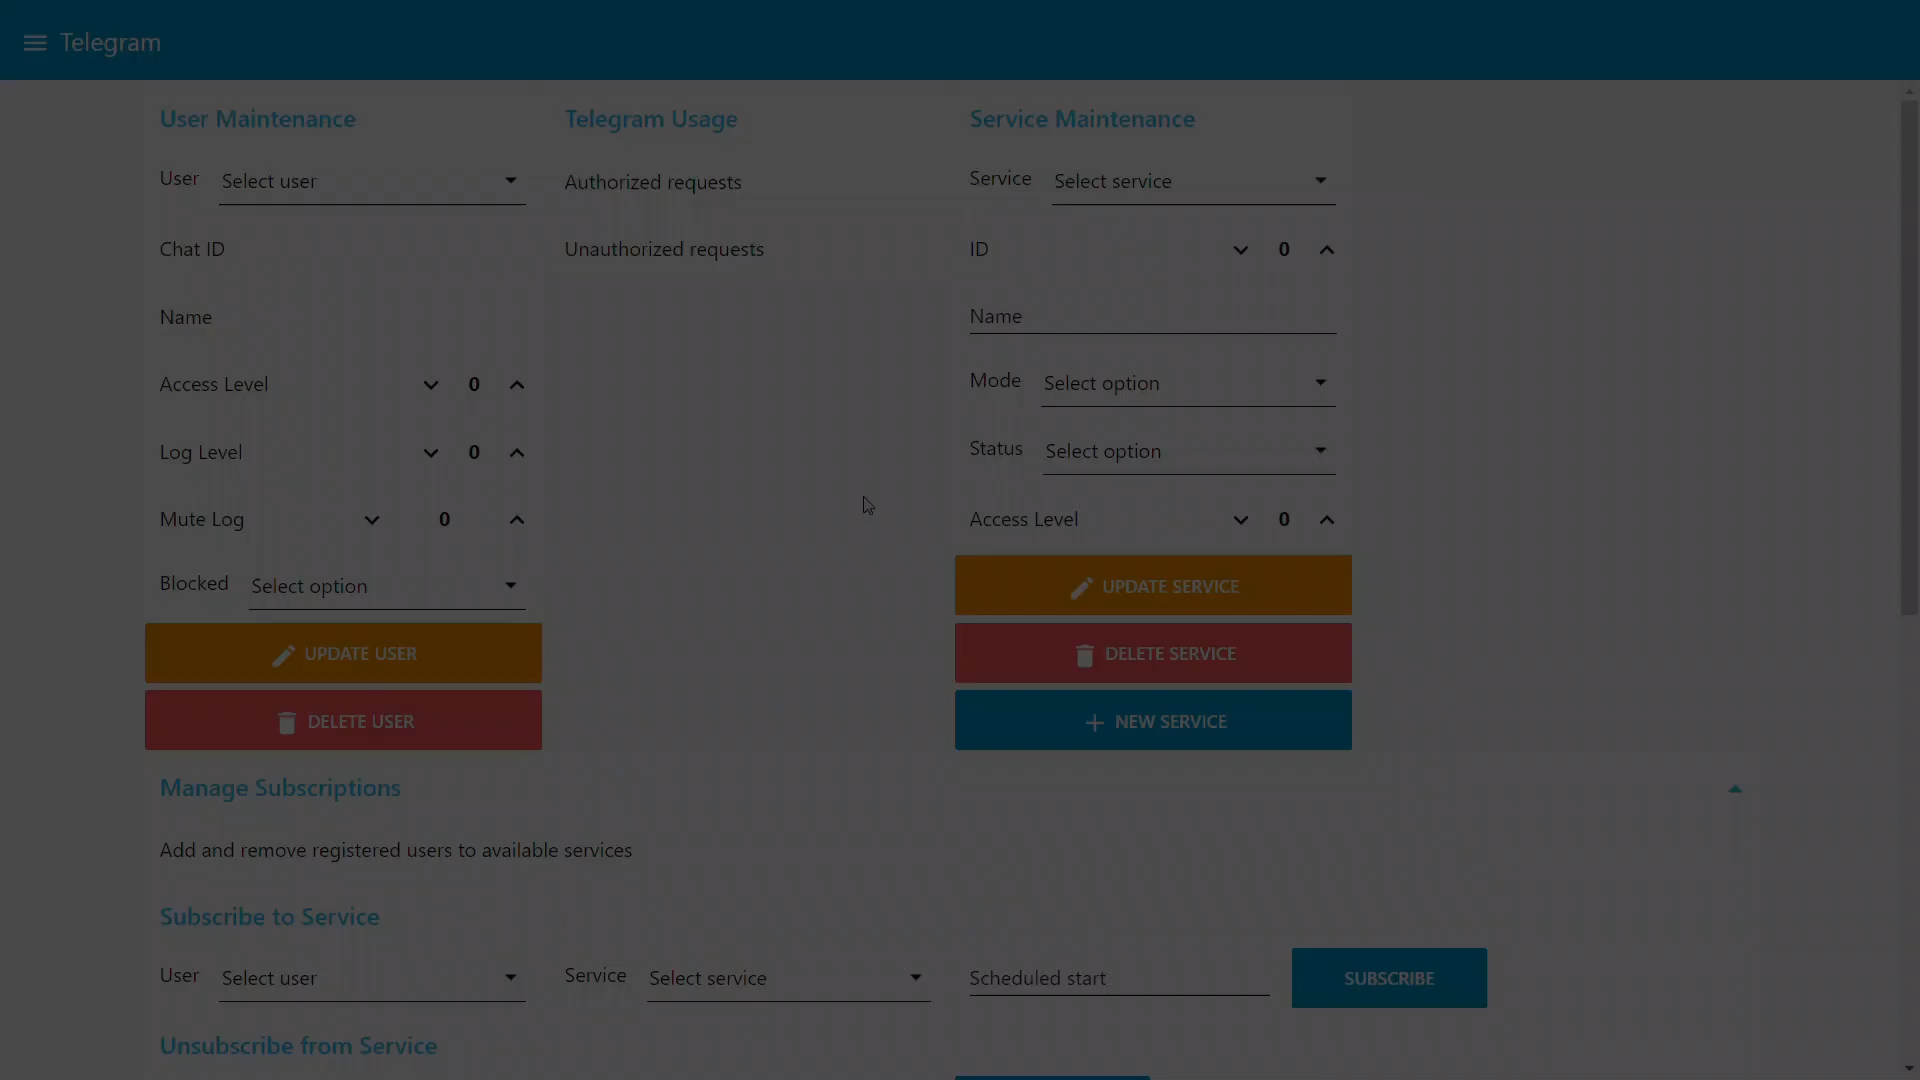 Telegram
User Maintenance
User Select user
Chat ID
Name
Access Level 0
Log Level 0
Mute Log 0
Blocked Select option
UPDATE USER
DELETE USER
Telegram Usage
Authorized requests
Unauthorized requests
Service Maintenance
Service Select service
ID 0
Name
Mode Select option
Status Select option
Access Level 0
UPDATE SERVICE
DELETE SERVICE
NEW SERVICE
Manage Subscriptions
Add and remove registered users to available services
Subscribe to Service
User Select user Service Select service Scheduled start SUBSCRIBE
Unsubscribe from Service